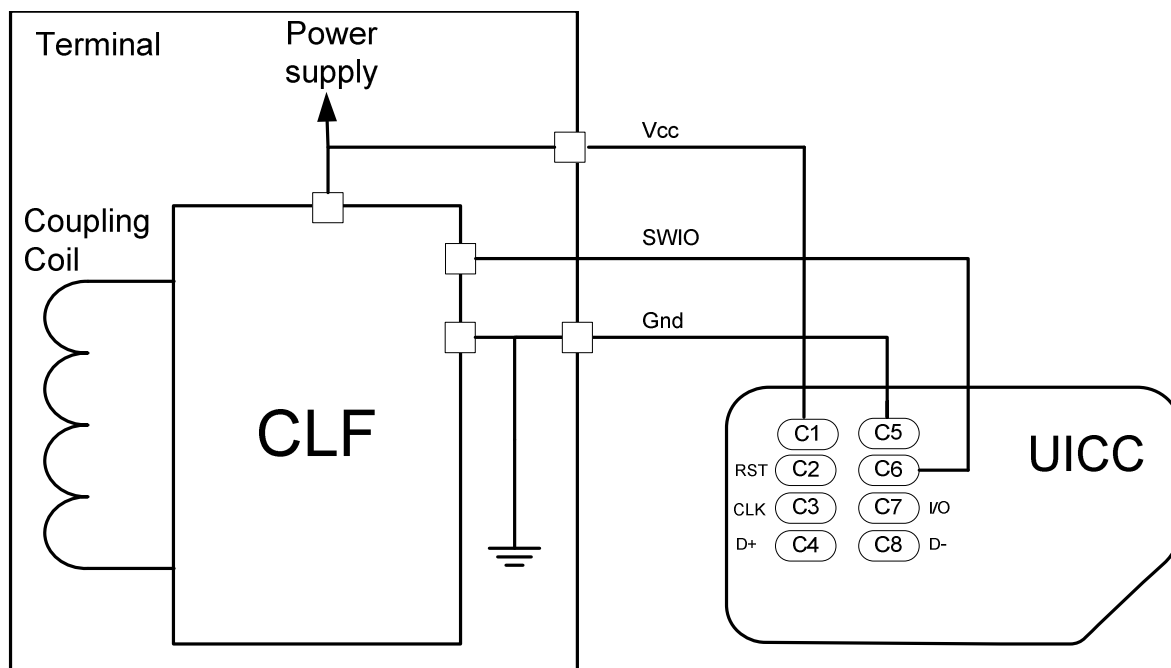 Terminal
Power
supply
Vcc
Coupling
Coil
SWIO
Gnd
CLF
UICC
C1 C5
RST C2 C6
CLK C3 C7 I/O
D+ C4 C8 D-